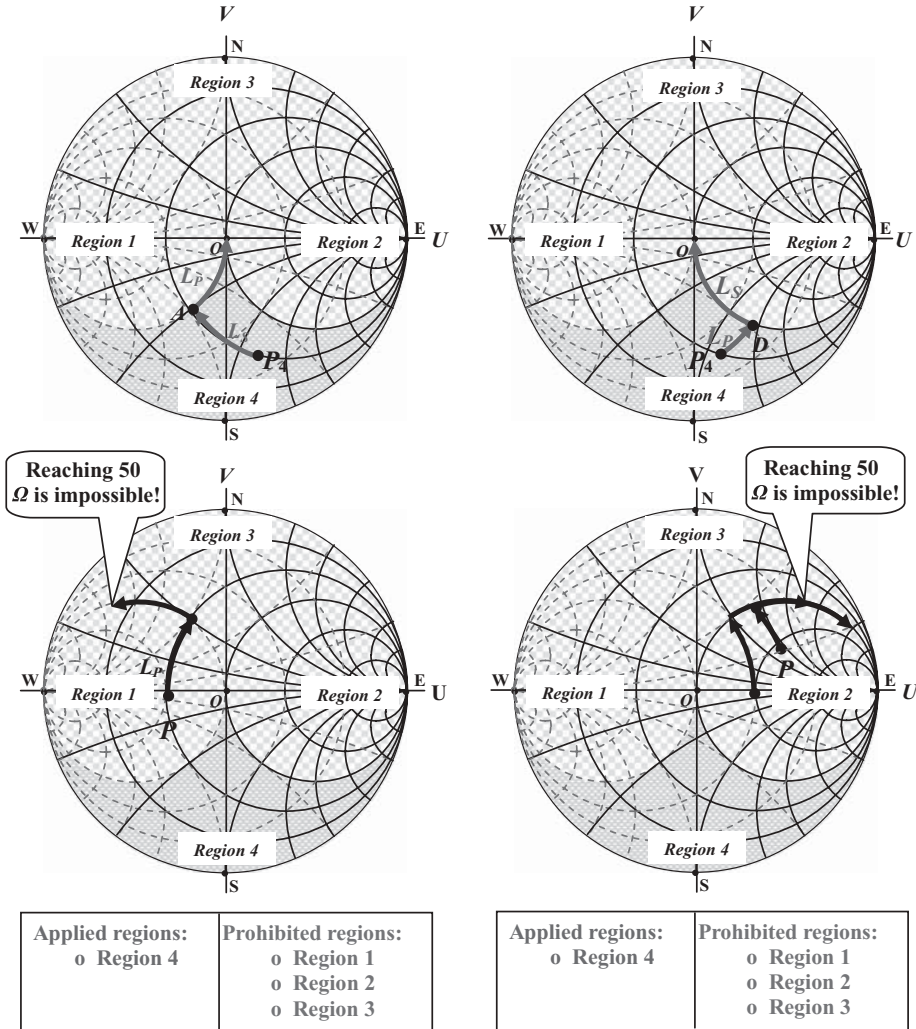 V
N
Region 3
W
Region 1
O
Region 2
E
U
L_P
A
L_S
P_4
Region 4
S
V
N
Region 3
W
Region 1
O
Region 2
E
U
L_S
L_P
D
P_4
Region 4
S
Reaching 50
Ω is impossible!
V
N
Region 3
L_P
W
Region 1
O
Region 2
E
U
P
Region 4
S
Reaching 50
Ω is impossible!
V
N
Region 3
P
W
Region 1
O
Region 2
E
U
Region 4
S
Applied regions:
o Region 4
Prohibited regions:
o Region 1
o Region 2
o Region 3
Applied regions:
o Region 4
Prohibited regions:
o Region 1
o Region 2
o Region 3